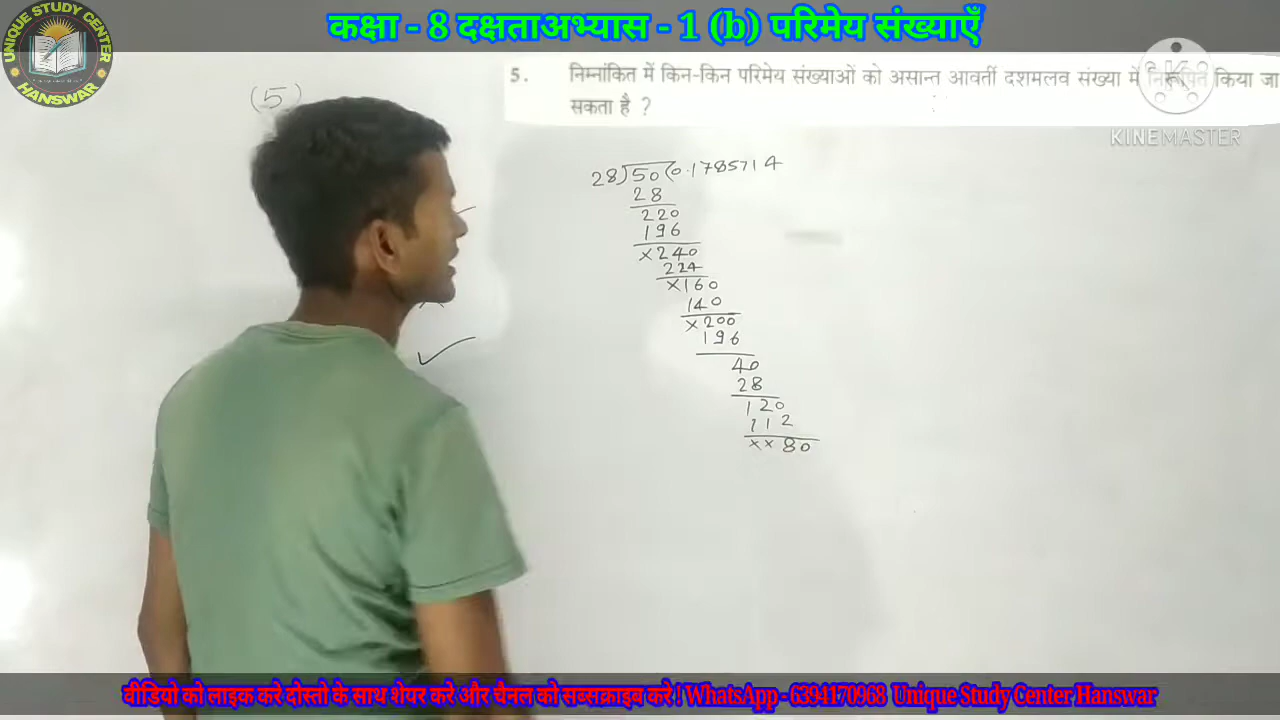 कक्षा - 8 दक्षताअभ्यास - 1 (b) परिमेय संख्याएँ
UNIQUE STUDY CENTER
HANSWAR
5. निम्नांकित में किन-किन परिमेय संख्याओं को असान्त आवर्ती दशमलव संख्या में निरूपित किया जा
सकता है ?
KINEMASTER
(5)
28)50(0.1785714
28
220
196
×240
224
×160
140
×200
196
40
28
120
112
××80
वीडियो को लाइक करे दोस्तो के साथ शेयर करे और चैनल को सब्सक्राइब करे ! WhatsApp - 6394170968 Unique Study Center Hanswar